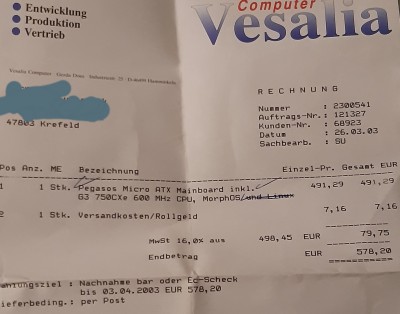 Entwicklung
Produktion
Vertrieb
Computer
Vesalia
47803 Krefeld
RECHNUNG
Nummer : 2300541
Auftrags-Nr.: 121327
Kunden-Nr. : 68923
Datum : 26.03.03
Sachbearb. : SU
Pos Anz. ME Bezeichnung Einzel-Pr. Gesamt EUR
1 1 Stk. Pegasos Micro ATX Mainboard inkl. 491,29 491,29
G3 750CXe 600 MHz CPU, MorphOS/und Linux
2 1 Stk. Versandkosten/Rollgeld 7,16 7,16
MwSt 16,0% aus 498,45 EUR 79,75
Endbetrag EUR 578,20
Zahlungsziel : Nachnahme bar oder Ec-Scheck
bis 03.04.2003 EUR 578,20
Lieferbeding.: per Post